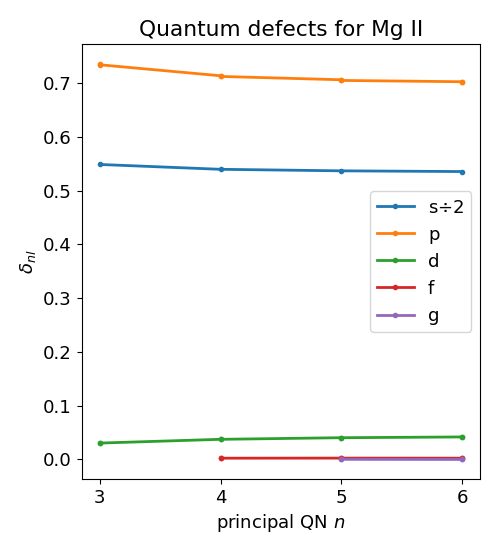 Quantum defects for Mg II
0.7
0.6
0.5
0.4
0.3
0.2
0.1
0.0
δnl
s÷2
p
d
f
g
3 4 5 6
principal QN n